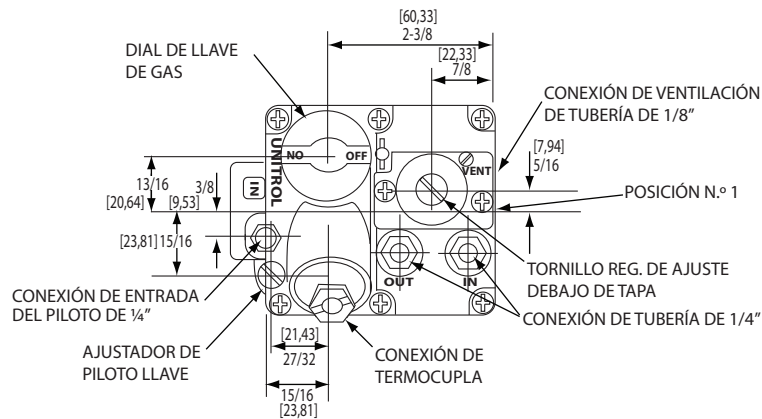 [60,33]
2-3/8
DIAL DE LLAVE
DE GAS
[22,33]
7/8
CONEXIÓN DE VENTILACIÓN
DE TUBERÍA DE 1/8”
UNITROL
NO
OFF
VENT
[7,94]
5/16
13/16
[20,64]
3/8
[9,53]
IN
POSICIÓN N.º 1
[23,81]
15/16
OUT
IN
TORNILLO REG. DE AJUSTE
DEBAJO DE TAPA
CONEXIÓN DE ENTRADA
DEL PILOTO DE ¼”
CONEXIÓN DE TUBERÍA DE 1/4”
[21,43]
27/32
AJUSTADOR DE
PILOTO LLAVE
CONEXIÓN DE
TERMOCUPLA
15/16
[23,81]